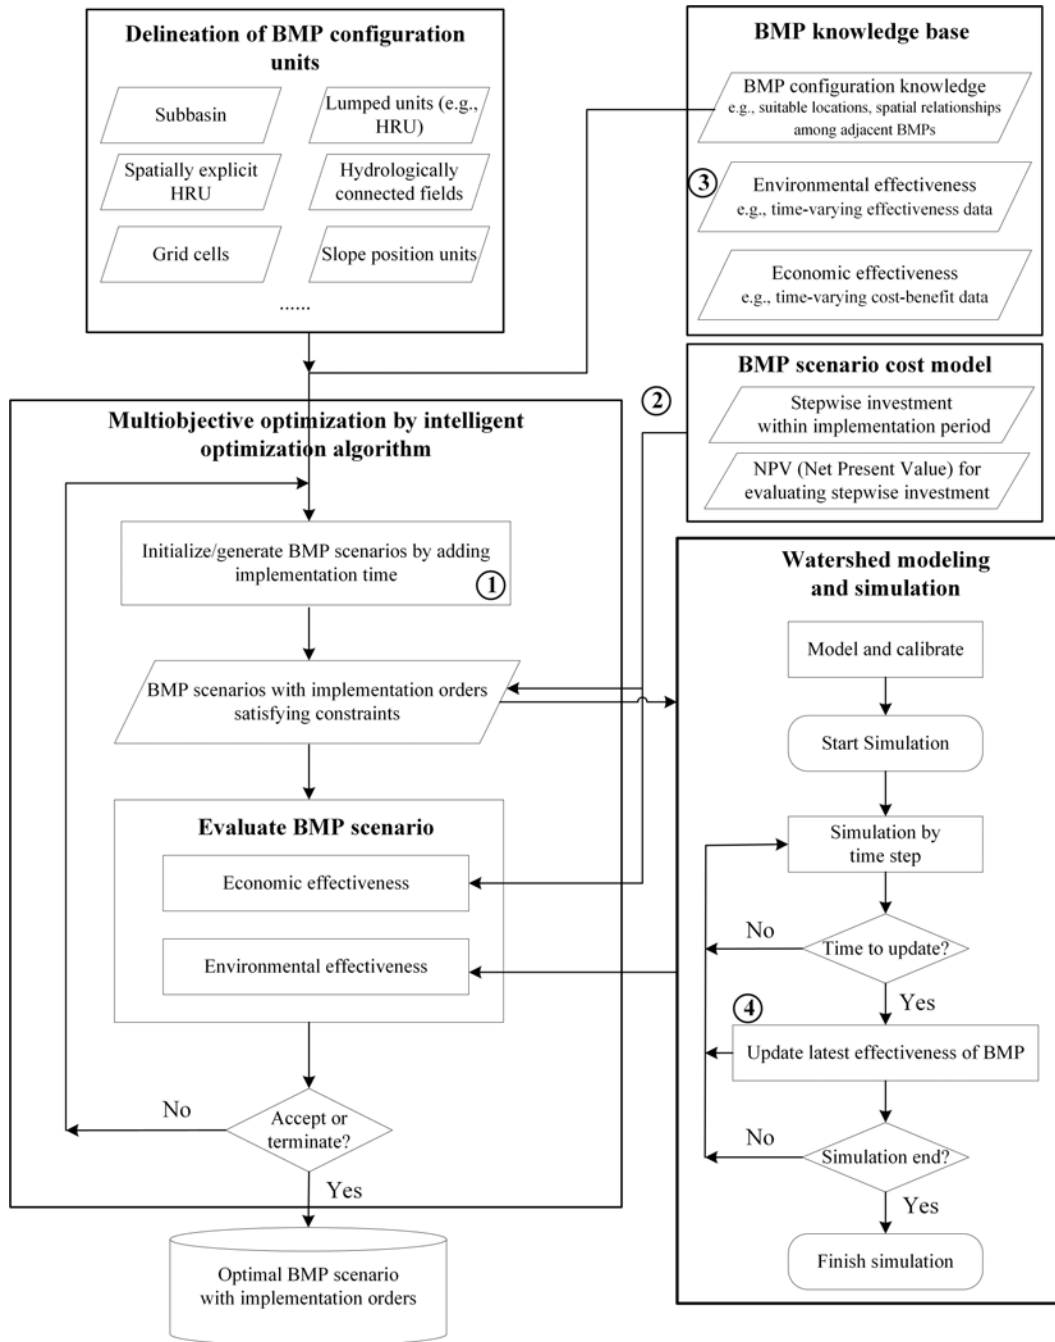 Delineation of BMP configuration
units
Subbasin
Lumped units (e.g.,
HRU)
Spatially explicit
HRU
Hydrologically
connected fields
Grid cells
Slope position units
......
BMP knowledge base
BMP configuration knowledge
e.g., suitable locations, spatial relationships
among adjacent BMPs
3
Environmental effectiveness
e.g., time-varying effectiveness data
Economic effectiveness
e.g., time-varying cost-benefit data
BMP scenario cost model
2
Stepwise investment
within implementation period
NPV (Net Present Value) for
evaluating stepwise investment
Multiobjective optimization by intelligent
optimization algorithm
Initialize/generate BMP scenarios by adding
implementation time
1
BMP scenarios with implementation orders
satisfying constraints
Evaluate BMP scenario
Economic effectiveness
Environmental effectiveness
No
Accept or
terminate?
Yes
Optimal BMP scenario
with implementation orders
Watershed modeling
and simulation
Model and calibrate
Start Simulation
Simulation by
time step
No
Time to update?
Yes
4
Update latest effectiveness of BMP
No
Simulation end?
Yes
Finish simulation